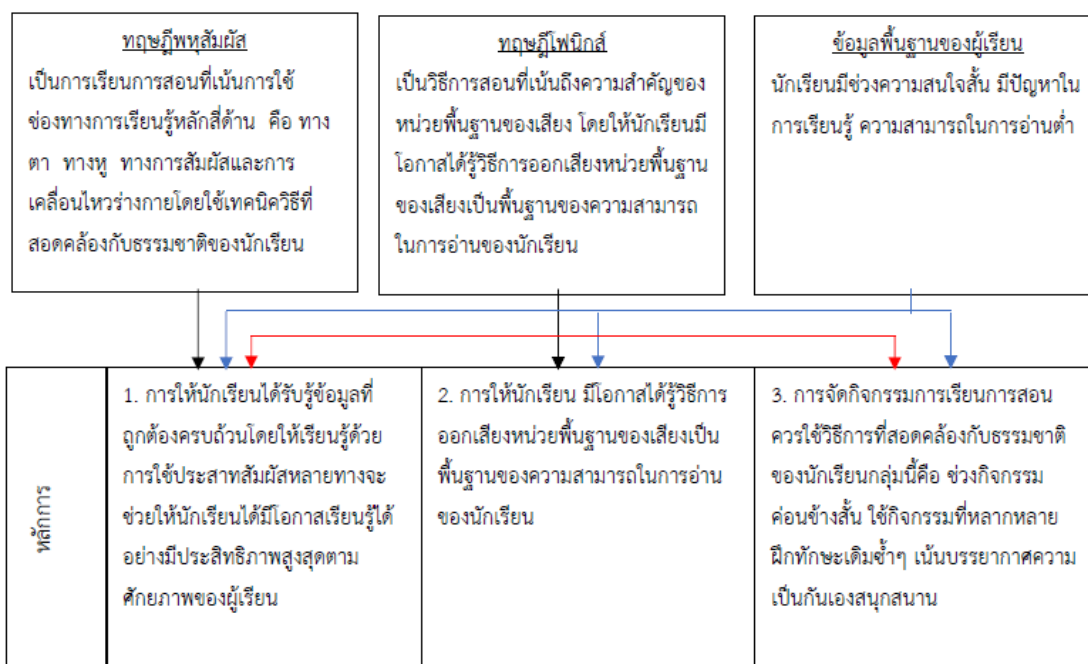 ทฤษฎีพหุสัมผัส
เป็นการเรียนการสอนที่เน้นการใช้
ช่องทางการเรียนรู้หลักสี่ด้าน คือ ทาง
ตา ทางหู ทางการสัมผัสและการ
เคลื่อนไหวร่างกายโดยใช้เทคนิควิธีที่
สอดคล้องกับธรรมชาติของนักเรียน
ทฤษฎีโฟนิกส์
เป็นวิธีการสอนที่เน้นถึงความสำคัญของ
หน่วยพื้นฐานของเสียง โดยให้นักเรียนมี
โอกาสได้รู้วิธีการออกเสียงหน่วยพื้นฐาน
ของเสียงเป็นพื้นฐานของความสามารถ
ในการอ่านของนักเรียน
ข้อมูลพื้นฐานของผู้เรียน
นักเรียนมีช่วงความสนใจสั้น มีปัญหาใน
การเรียนรู้ ความสามารถในการอ่านต่ำ
หลักการ
1. การให้นักเรียนได้รับรู้ข้อมูลที่
ถูกต้องครบถ้วนโดยให้เรียนรู้ด้วย
การใช้ประสาทสัมผัสหลายทางจะ
ช่วยให้นักเรียนได้มีโอกาสเรียนรู้ได้
อย่างมีประสิทธิภาพสูงสุดตาม
ศักยภาพของผู้เรียน
2. การให้นักเรียน มีโอกาสได้รู้วิธีการ
ออกเสียงหน่วยพื้นฐานของเสียงเป็น
พื้นฐานของความสามารถในการอ่าน
ของนักเรียน
3. การจัดกิจกรรมการเรียนการสอน
ควรใช้วิธีการที่สอดคล้องกับธรรมชาติ
ของนักเรียนกลุ่มนี้คือ ช่วงกิจกรรม
ค่อนข้างสั้น ใช้กิจกรรมที่หลากหลาย
ฝึกทักษะเดิมซ้ำๆ เน้นบรรยากาศความ
เป็นกันเองสนุกสนาน